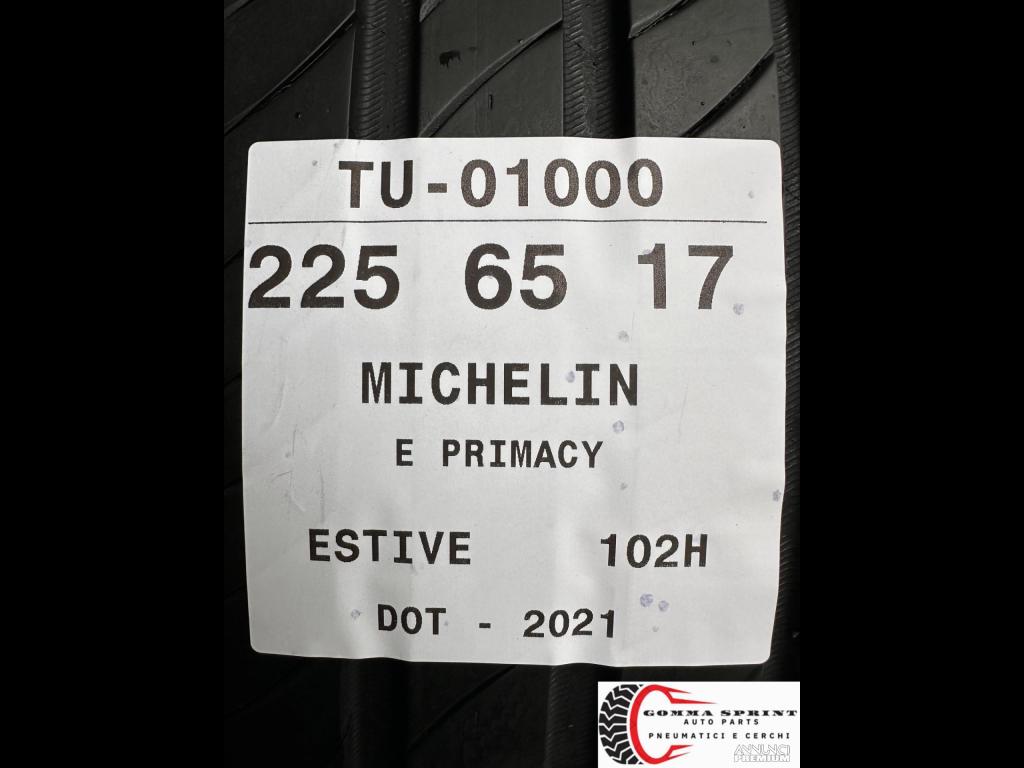 TU-01000
225 65 17
MICHELIN
E PRIMACY
ESTIVE 102H
DOT - 2021
GOMMA SPRINT
AUTO PARTS
PNEUMATICI E CERCHI
ANNUNCI
PREMIUM